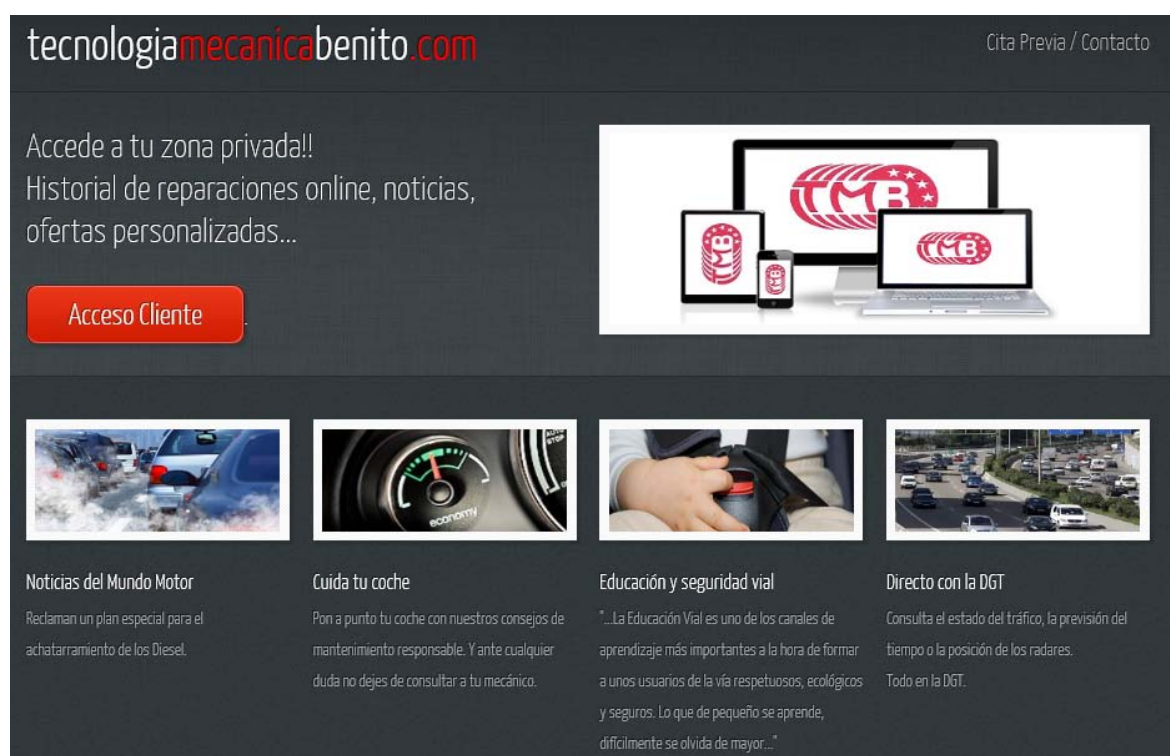 tecnologiamecanicabenito.com
Cita Previa / Contacto
Accede a tu zona privada!!
Historial de reparaciones online, noticias,
ofertas personalizadas...
Acceso Cliente
.
TMB
TMB
TMB
TMB
economy
AUTO
STOP
Noticias del Mundo Motor
Reclaman un plan especial para el
achatarramiento de los Diesel.
Cuida tu coche
Pon a punto tu coche con nuestros consejos de
mantenimiento responsable. Y ante cualquier
duda no dejes de consultar a tu mecánico.
Educación y seguridad vial
"...La Educación Vial es uno de los canales de
aprendizaje más importantes a la hora de formar
a unos usuarios de la vía respetuosos, ecológicos
y seguros. Lo que de pequeño se aprende,
difícilmente se olvida de mayor..."
Directo con la DGT
Consulta el estado del tráfico, la previsión del
tiempo o la posición de los radares.
Todo en la DGT.